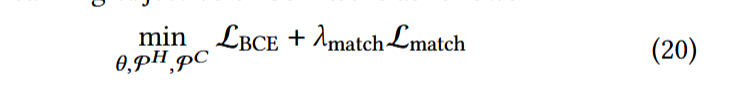 min ℒ_BCE + λ_match ℒ_match (20)
θ,𝒫^H,𝒫^C